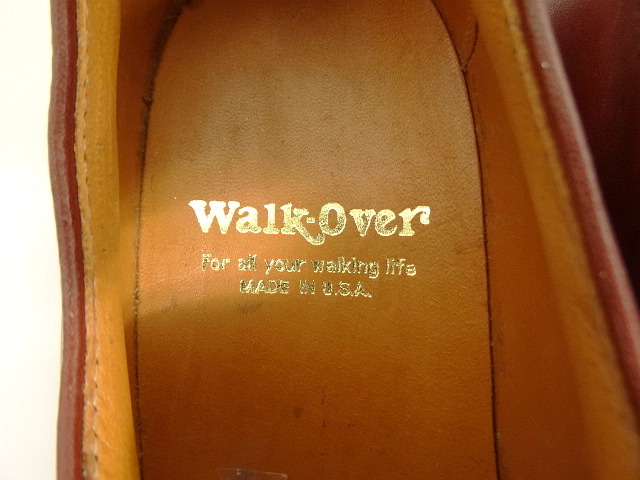 Walk-Over
For all your walking life
MADE IN U.S.A.